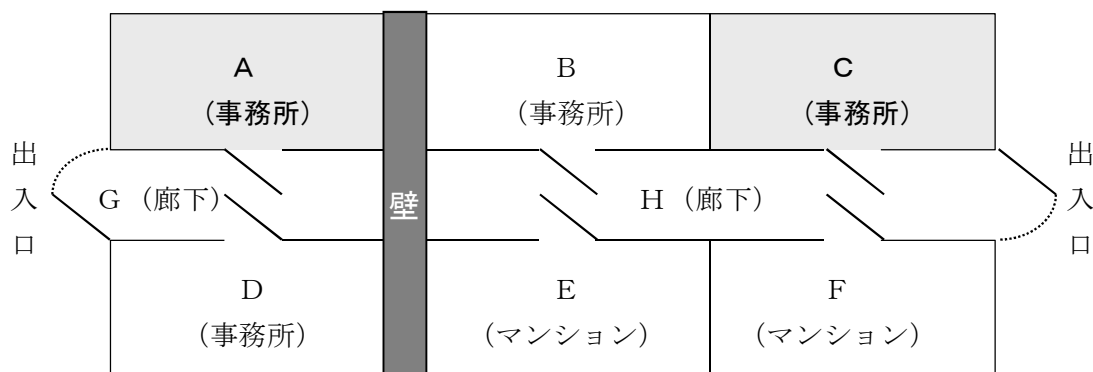 A
(事務所)
B
(事務所)
C
(事務所)
出入口
G (廊下)
壁
H (廊下)
出入口
D
(事務所)
E
(マンション)
F
(マンション)